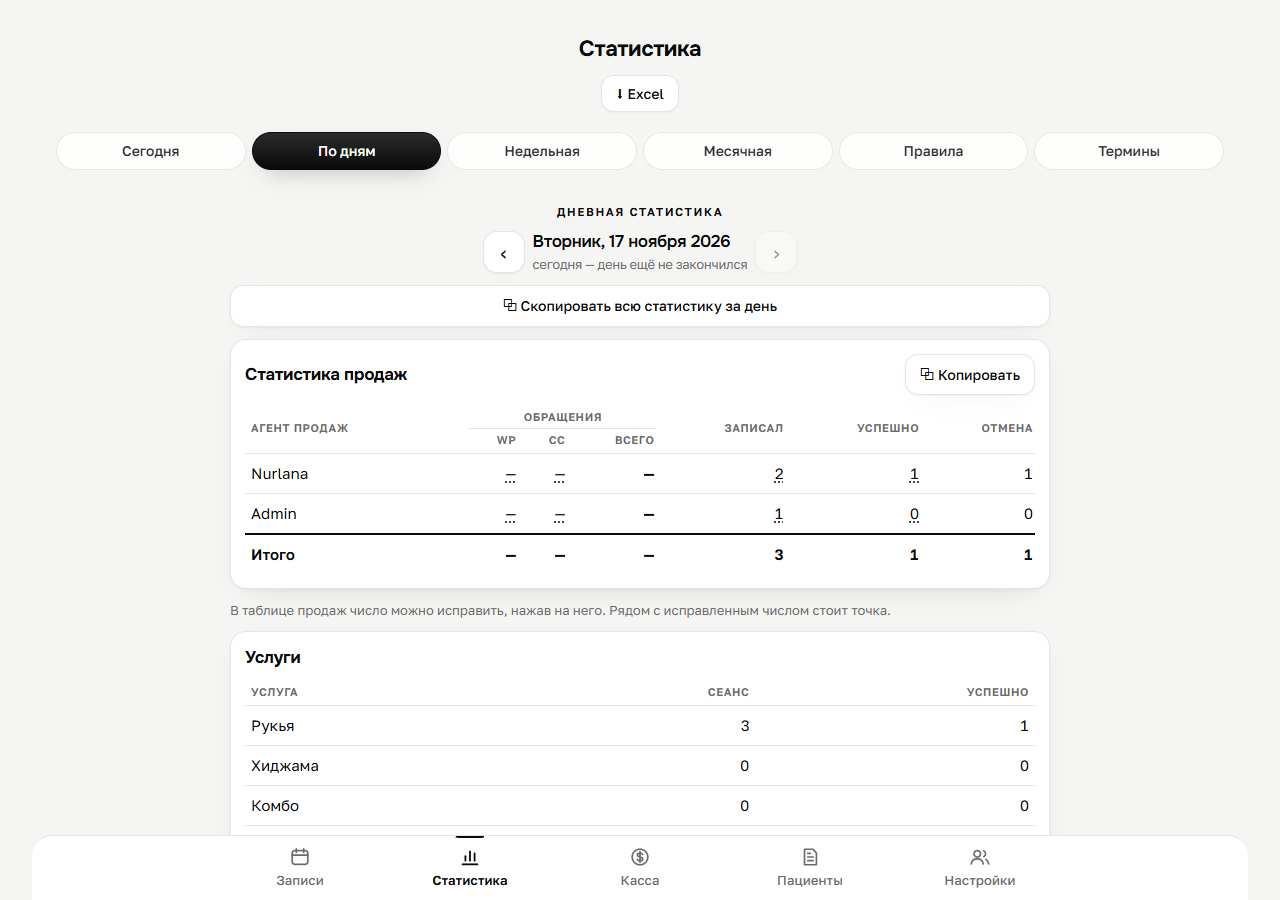 Статистика
⭳ Excel
Сегодня По дням Недельная Месячная Правила Термины
ДНЕВНАЯ СТАТИСТИКА
‹ Вторник, 17 ноября 2026 ›
сегодня — день ещё не закончился
Скопировать всю статистику за день
Статистика продаж Копировать
АГЕНТ ПРОДАЖ ОБРАЩЕНИЯ ЗАПИСАЛ УСПЕШНО ОТМЕНА
WP CC ВСЕГО
Nurlana — — — 2 1 1
Admin — — — 1 0 0
Итого — — — 3 1 1
В таблице продаж число можно исправить, нажав на него. Рядом с исправленным числом стоит точка.
Услуги
УСЛУГА СЕАНС УСПЕШНО
Рукья 3 1
Хиджама 0 0
Комбо 0 0
Записи Статистика Касса Пациенты Настройки